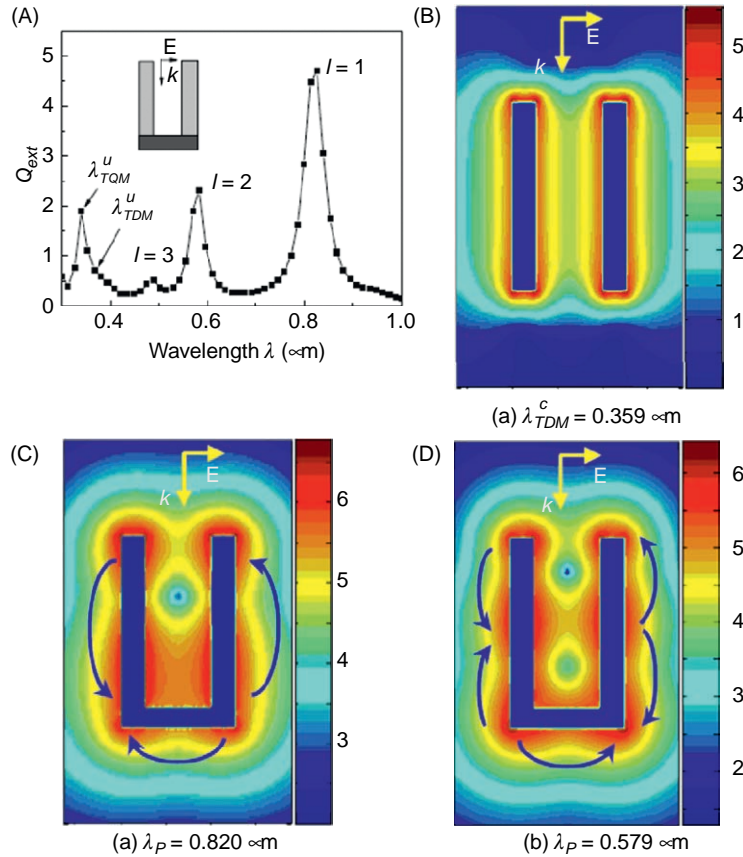 (A)
5
4
3
2
1
0
Q_ext
0.4
0.6
0.8
1.0
Wavelength λ (∝m)
E
k
λ^u_TQM
λ^u_TDM
l = 3
l = 2
l = 1
(B)
E
k
5
4
3
2
1
(a) λ^c_TDM = 0.359 ∝m
(C)
E
k
6
5
4
3
(a) λ_P = 0.820 ∝m
(D)
E
k
6
5
4
3
2
(b) λ_P = 0.579 ∝m